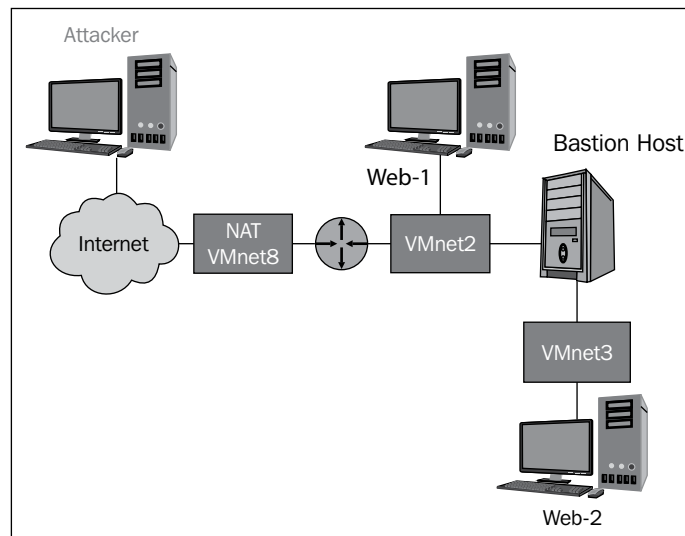 Attacker
Web-1
Bastion Host
Internet
NAT
VMnet8
VMnet2
VMnet3
Web-2